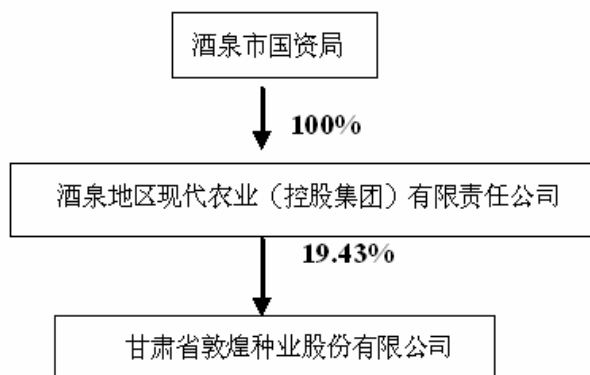 酒泉市国资局
100%
酒泉地区现代农业（控股集团）有限责任公司
19.43%
甘肃省敦煌种业股份有限公司